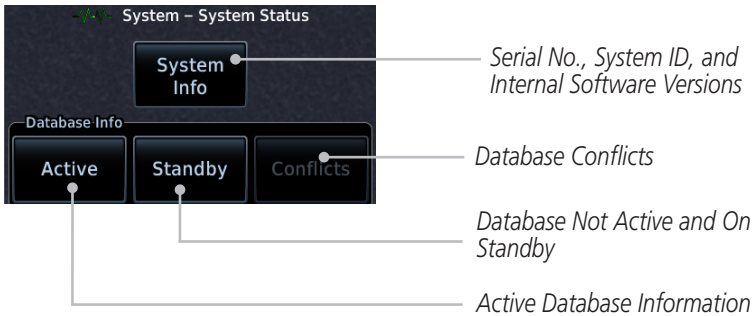 System – System Status
System
Info
Serial No., System ID, and
Internal Software Versions
Database Info
Active
Standby
Conflicts
Database Conflicts
Database Not Active and On
Standby
Active Database Information